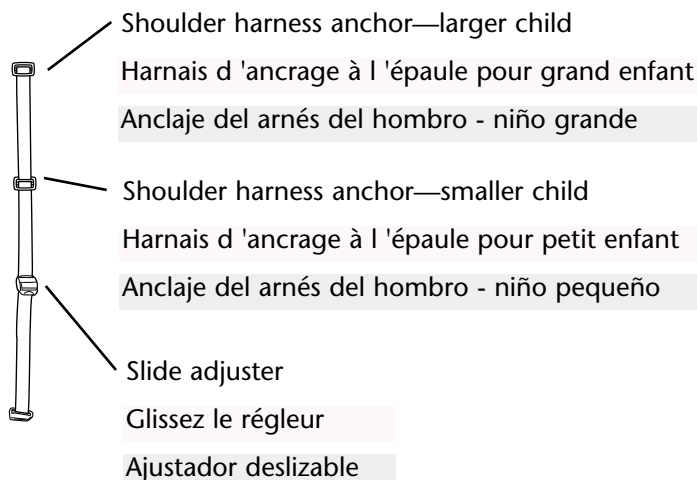 Shoulder harness anchor—larger child
Harnais d 'ancrage à l 'épaule pour grand enfant
Anclaje del arnés del hombro - niño grande
Shoulder harness anchor—smaller child
Harnais d 'ancrage à l 'épaule pour petit enfant
Anclaje del arnés del hombro - niño pequeño
Slide adjuster
Glissez le régleur
Ajustador deslizable